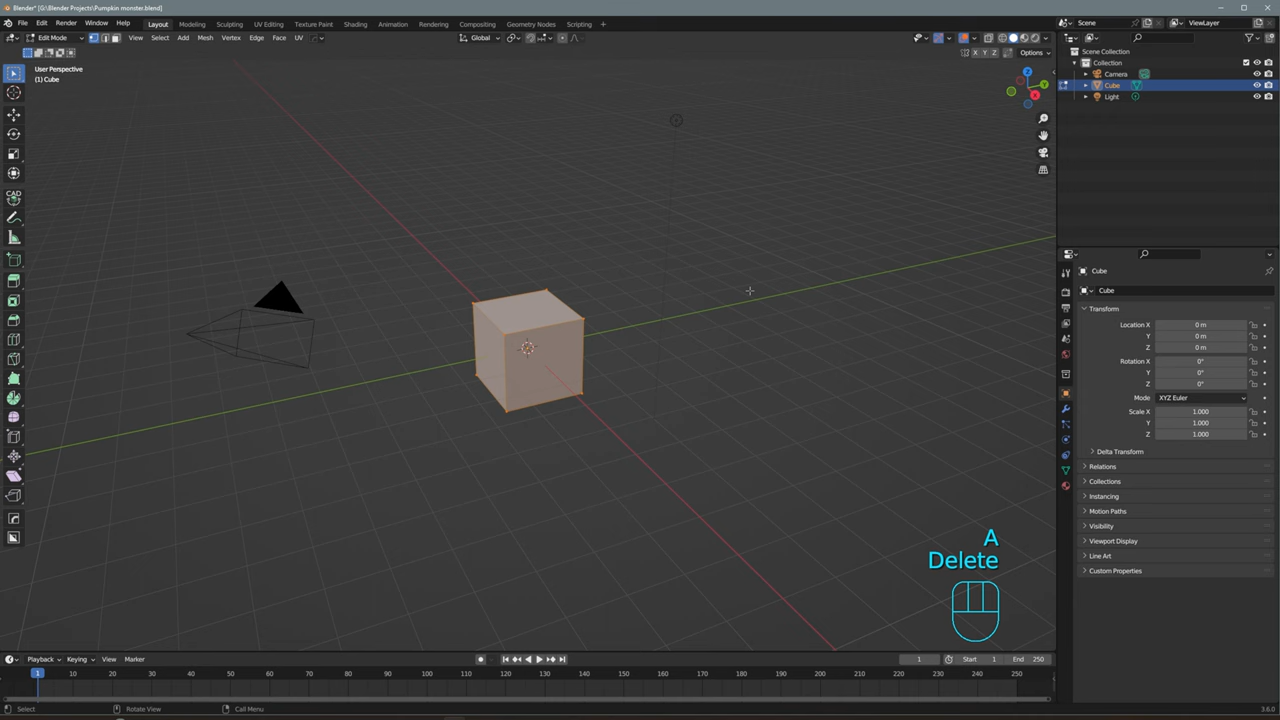 Blender* [G:\Blender Projects\Pumpkin monster.blend]
File Edit Render Window Help Layout Modeling Sculpting UV Editing Texture Paint Shading Animation Rendering Compositing Geometry Nodes Scripting + Scene ViewLayer
Edit Mode View Select Add Mesh Vertex Edge Face UV Global
X Y Z Options
User Perspective
(1) Cube
Scene Collection
Collection
Camera
Cube
Light
Z
Y
X
CAD
Cube
Cube
Transform
Location X 0 m
Y 0 m
Z 0 m
Rotation X 0°
Y 0°
Z 0°
Mode XYZ Euler
Scale X 1.000
Y 1.000
Z 1.000
Delta Transform
Relations
Collections
Instancing
Motion Paths
Visibility
Viewport Display
Line Art
Custom Properties
A
Delete
Playback Keying View Marker 1 Start 1 End 250
1 10 20 30 40 50 60 70 80 90 100 110 120 130 140 150 160 170 180 190 200 210 220 230 240 250
Select Rotate View Call Menu 3.6.0